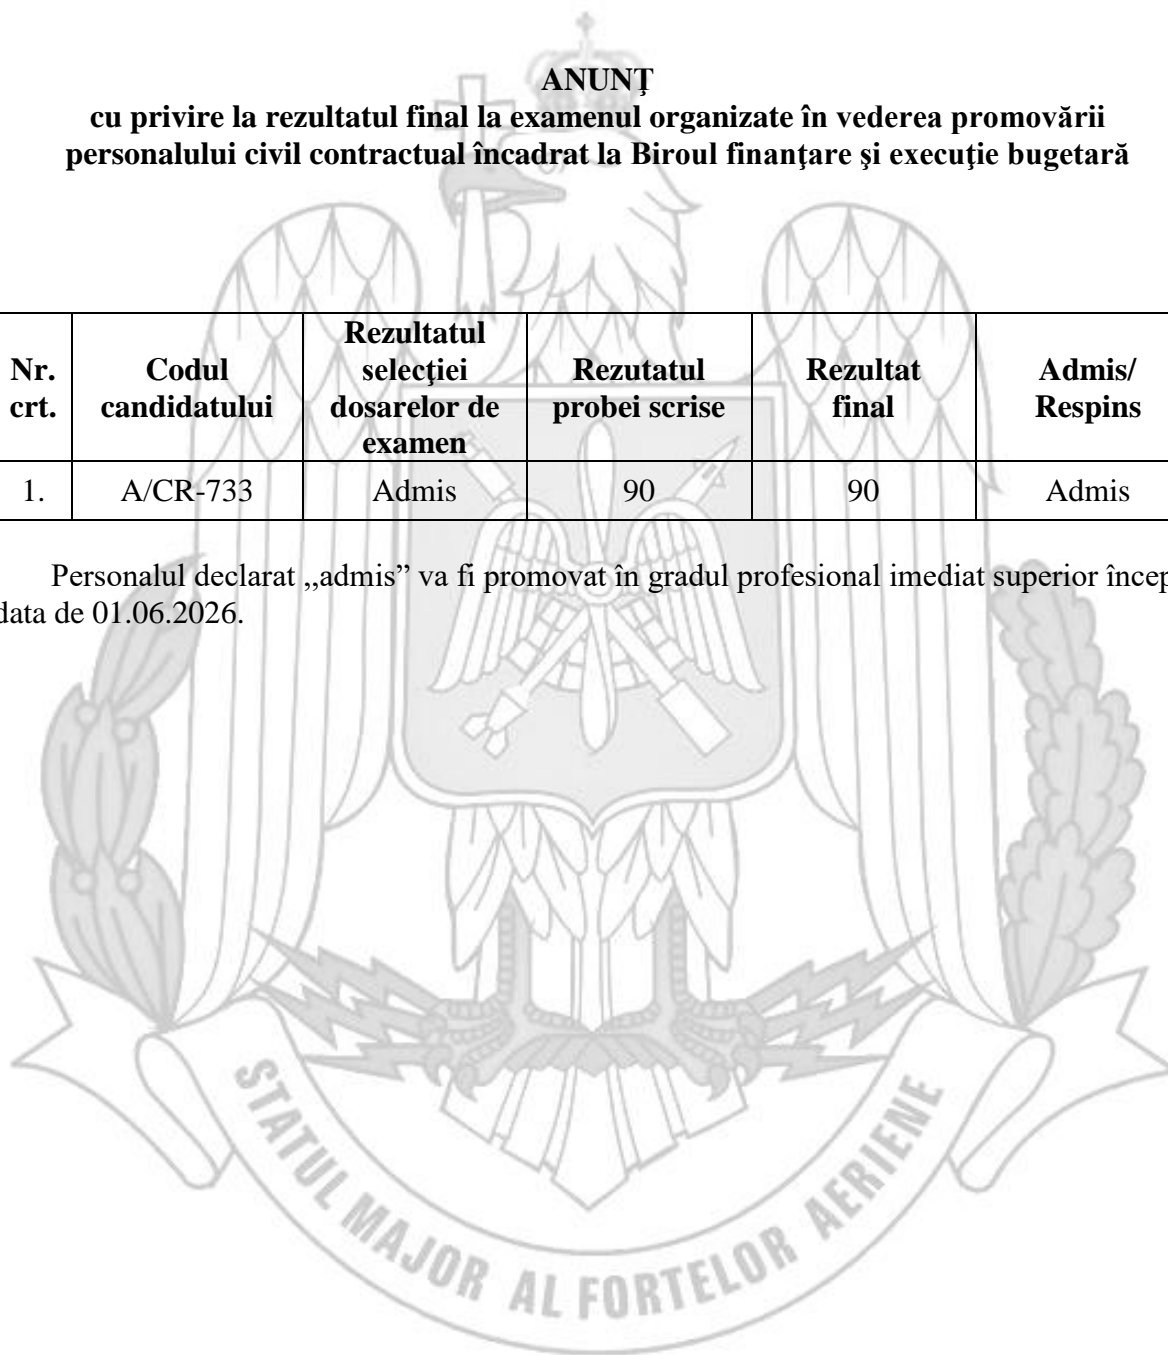 ANUNŢ
cu privire la rezultatul final la examenul organizate în vederea promovării
personalului civil contractual încadrat la Biroul finanţare şi execuţie bugetară
Nr. crt.
Codul candidatului
Rezultatul selecţiei dosarelor de examen
Rezutatul probei scrise
Rezultat final
Admis/ Respins
1. A/CR-733 Admis 90 90 Admis
Personalul declarat ,,admis” va fi promovat în gradul profesional imediat superior încep
data de 01.06.2026.
STATUL MAJOR AL FORTELOR AERIENE